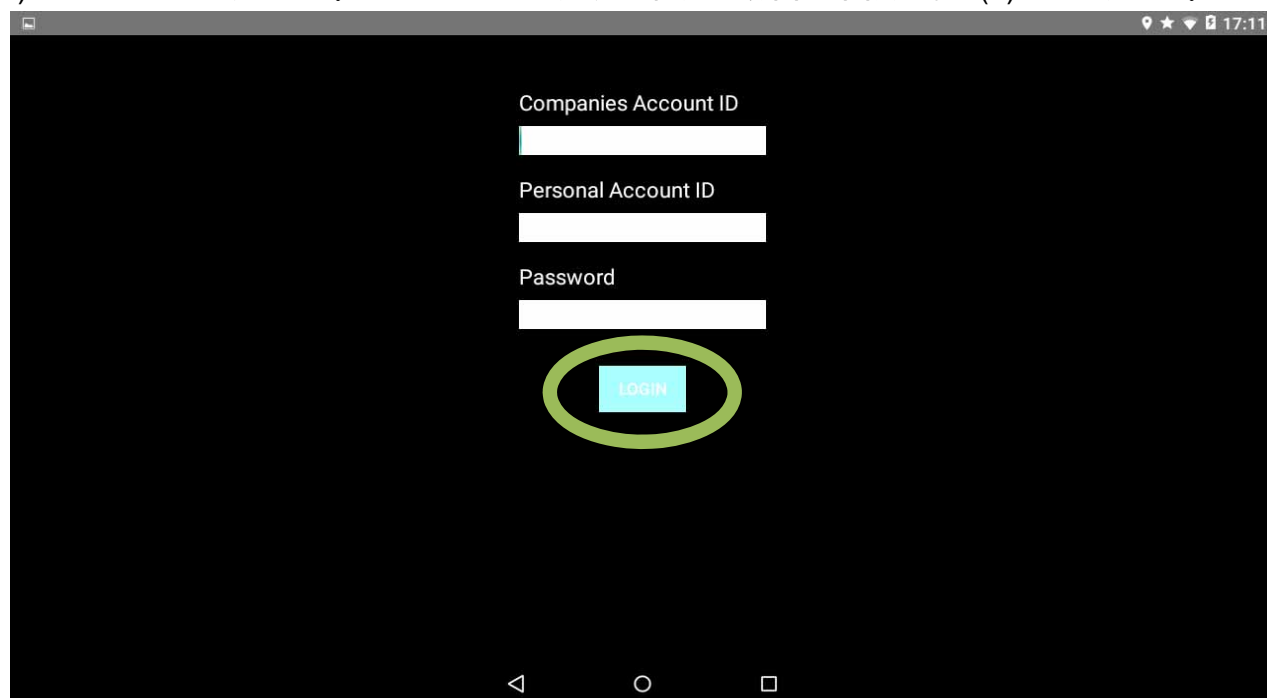 17:11
Companies Account ID
Personal Account ID
Password
LOGIN